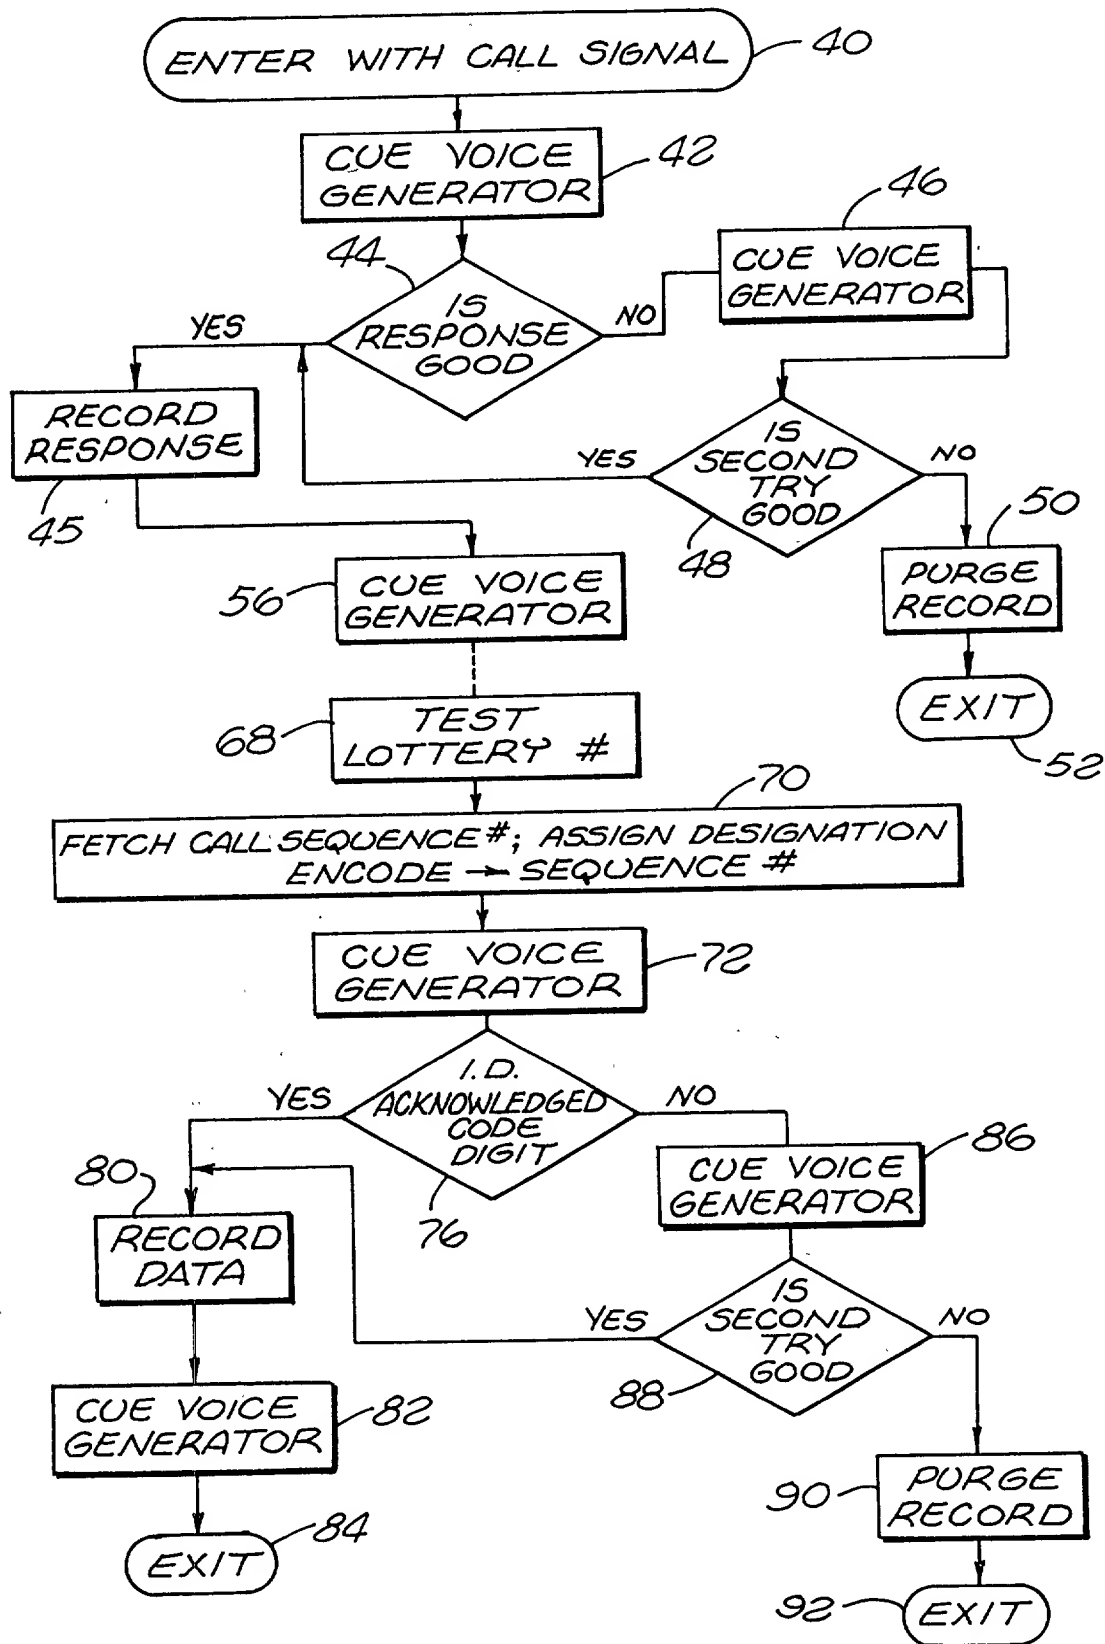 ENTER WITH CALL SIGNAL
40
CUE VOICE
GENERATOR
42
46
CUE VOICE
GENERATOR
44
IS
RESPONSE
GOOD
YES
NO
RECORD
RESPONSE
45
IS
SECOND
TRY
GOOD
YES
NO
48
50
PURGE
RECORD
EXIT
52
56
CUE VOICE
GENERATOR
68
TEST
LOTTERY #
70
FETCH CALL SEQUENCE #; ASSIGN DESIGNATION
ENCODE → SEQUENCE #
CUE VOICE
GENERATOR
72
I.D.
ACKNOWLEDGED
CODE
DIGIT
YES
NO
76
86
CUE VOICE
GENERATOR
80
RECORD
DATA
IS
SECOND
TRY
GOOD
YES
NO
88
CUE VOICE
GENERATOR
82
90
PURGE
RECORD
EXIT
84
92
EXIT